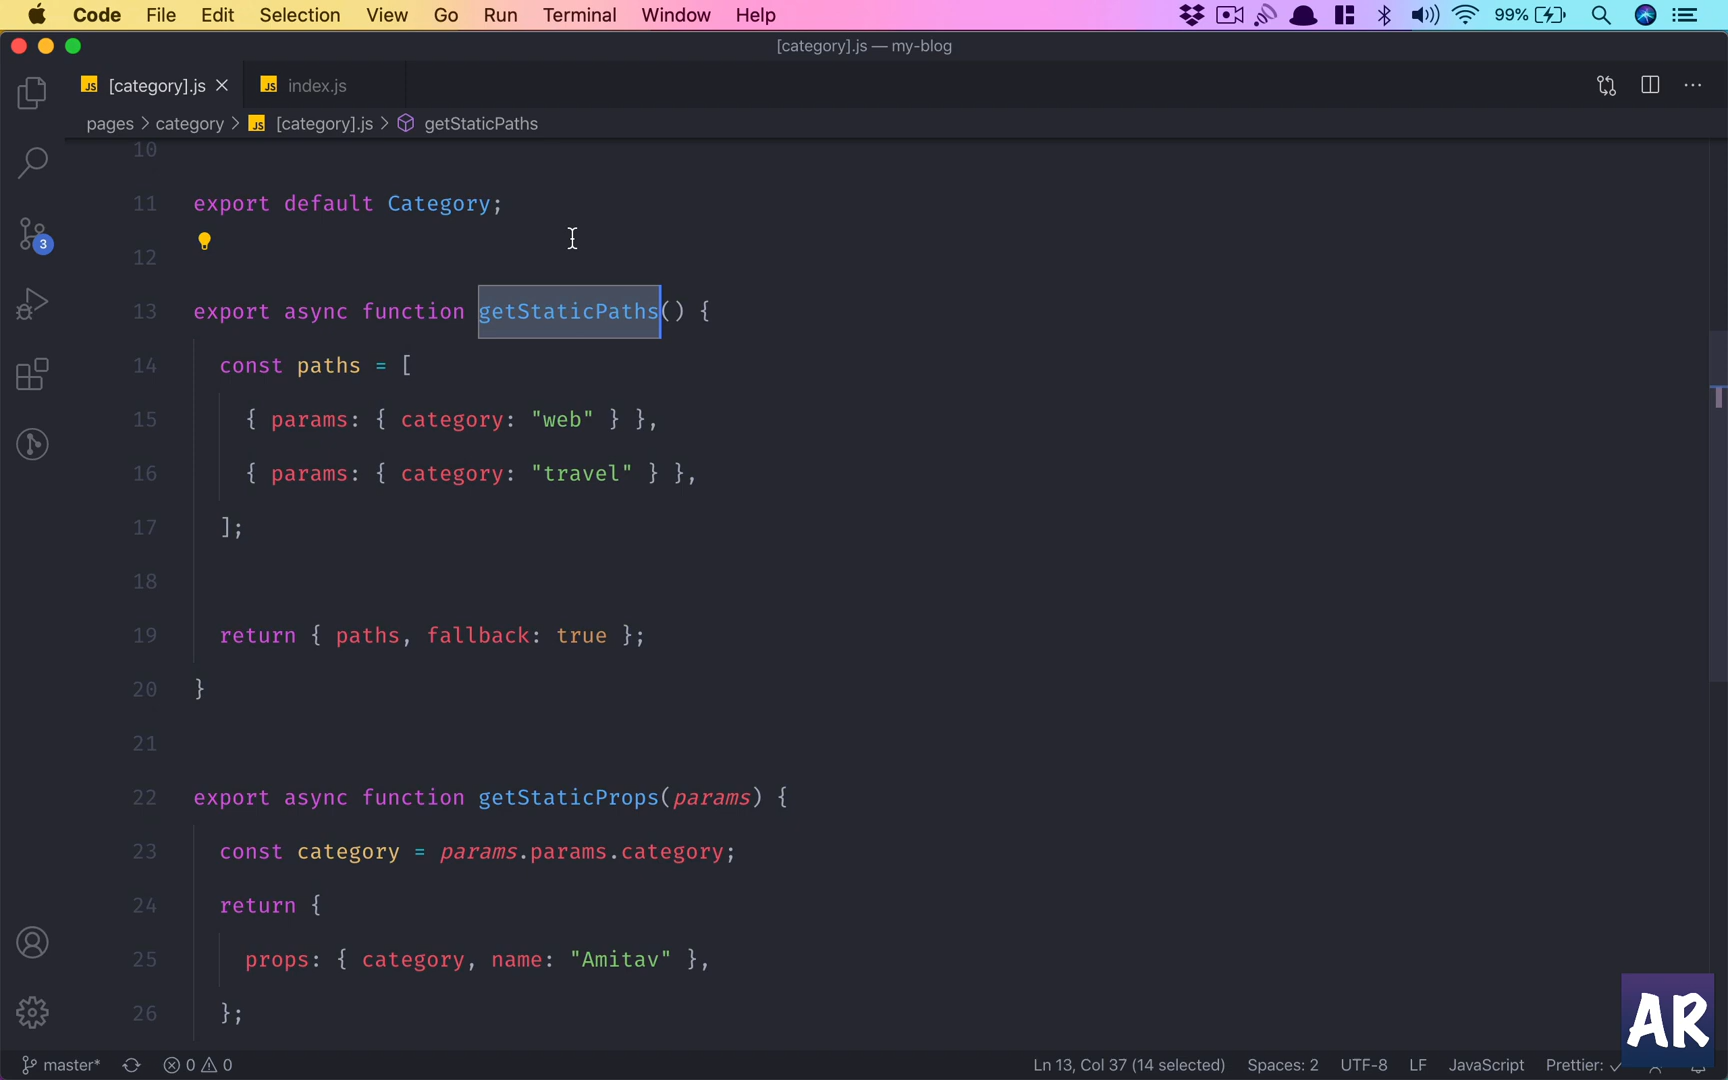 Code File Edit Selection View Go Run Terminal Window Help 99%
[category].js — my-blog
JS [category].js JS index.js
pages > category > JS [category].js > getStaticPaths
10
11 export default Category;
3
12
13 export async function getStaticPaths() {
14 const paths = [
15 { params: { category: "web" } },
16 { params: { category: "travel" } },
17 ];
18
19 return { paths, fallback: true };
20 }
21
22 export async function getStaticProps(params) {
23 const category = params.params.category;
24 return {
25 props: { category, name: "Amitav" },
26 };
AR
master* 0 0 Ln 13, Col 37 (14 selected) Spaces: 2 UTF-8 LF JavaScript Prettier: ✓